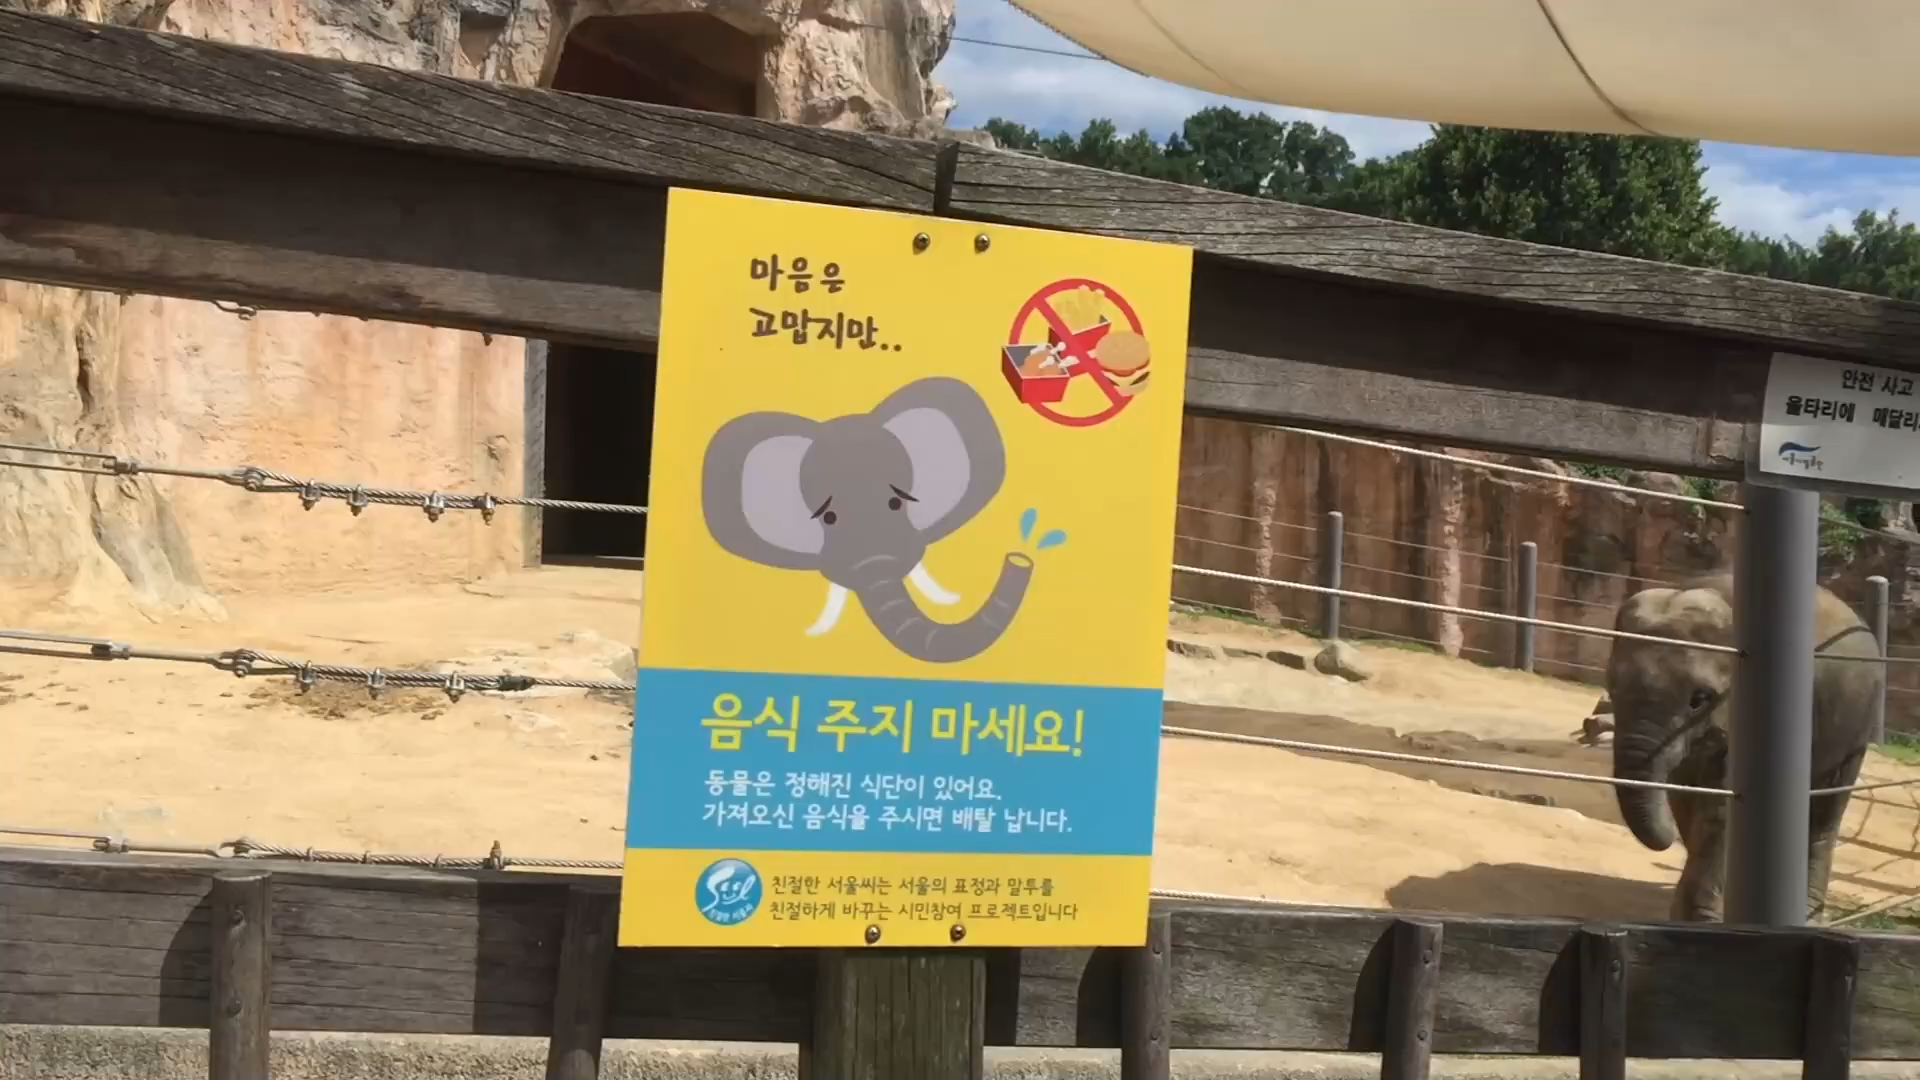 마음은
고맙지만..
음식 주지 마세요!
동물은 정해진 식단이 있어요.
가져오신 음식을 주시면 배탈 납니다.
친절한 서울씨는 서울의 표정과 말투를
친절하게 바꾸는 시민참여 프로젝트입니다
안전 사고
울타리에 매달리